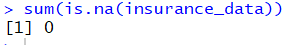 > sum(is.na(insurance_data))
[1] 0
>